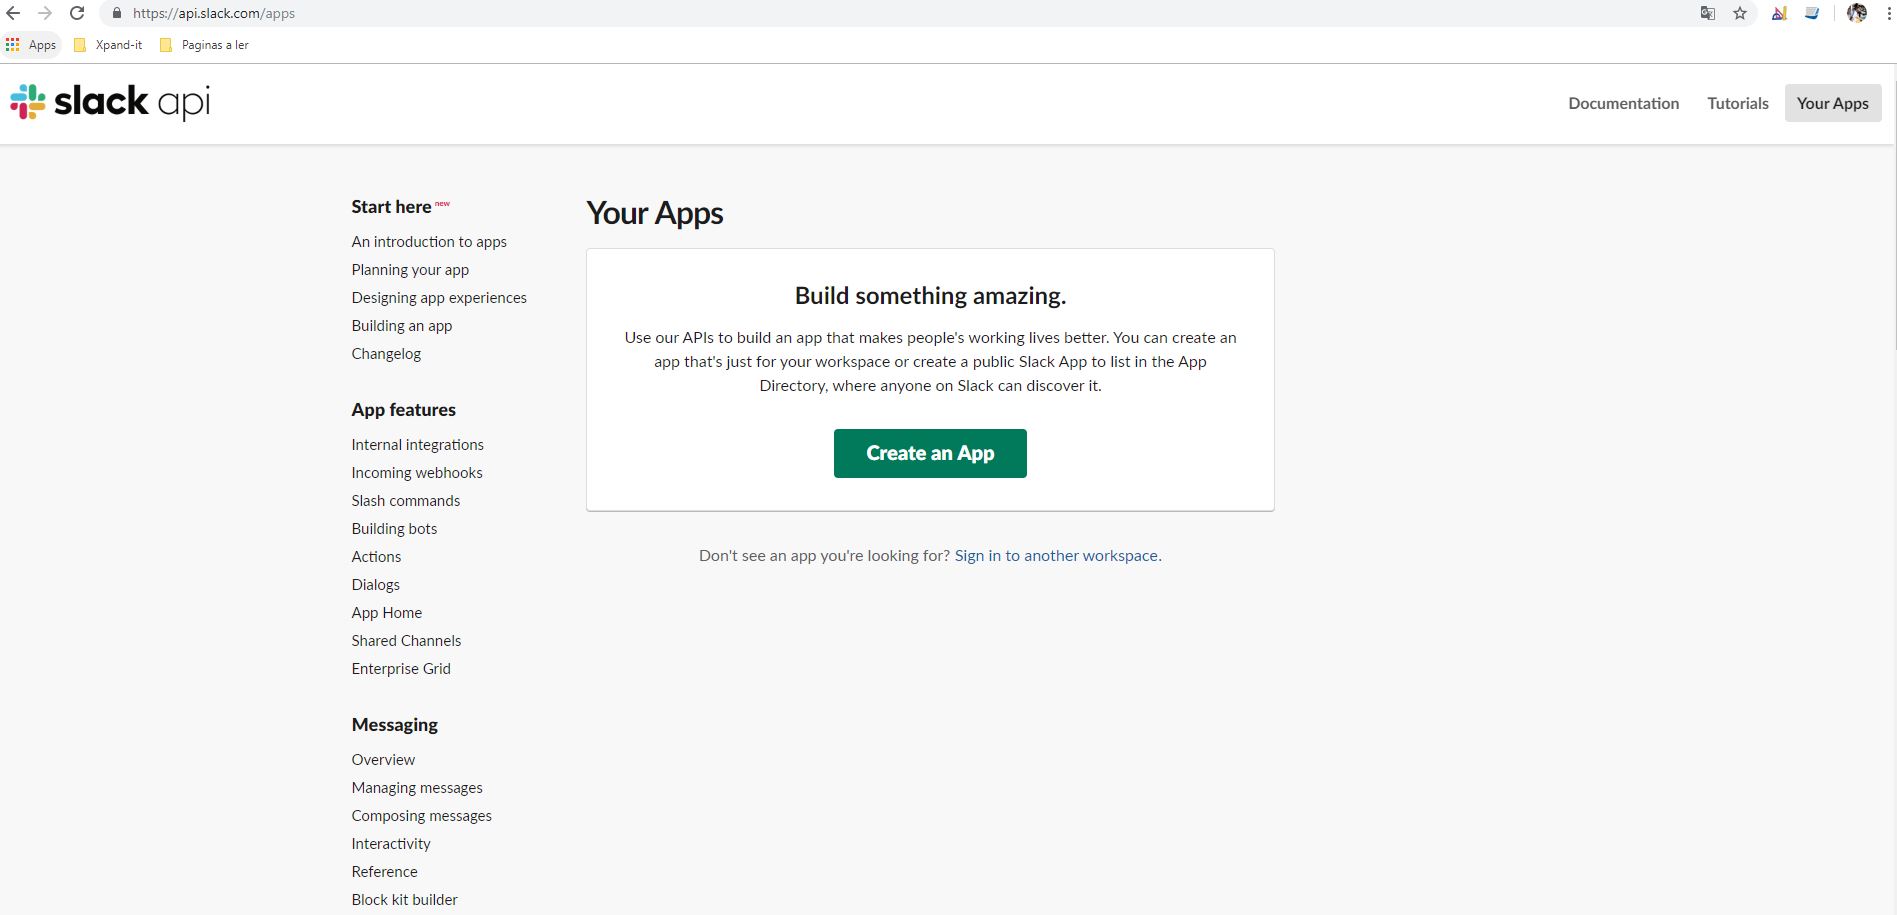 https://api.slack.com/apps
Apps Xpand-it Paginas a ler
slack api
Documentation Tutorials Your Apps
Start here new
An introduction to apps
Planning your app
Designing app experiences
Building an app
Changelog
App features
Internal integrations
Incoming webhooks
Slash commands
Building bots
Actions
Dialogs
App Home
Shared Channels
Enterprise Grid
Messaging
Overview
Managing messages
Composing messages
Interactivity
Reference
Block kit builder
Your Apps
Build something amazing.
Use our APIs to build an app that makes people's working lives better. You can create an
app that's just for your workspace or create a public Slack App to list in the App
Directory, where anyone on Slack can discover it.
Create an App
Don't see an app you're looking for? Sign in to another workspace.